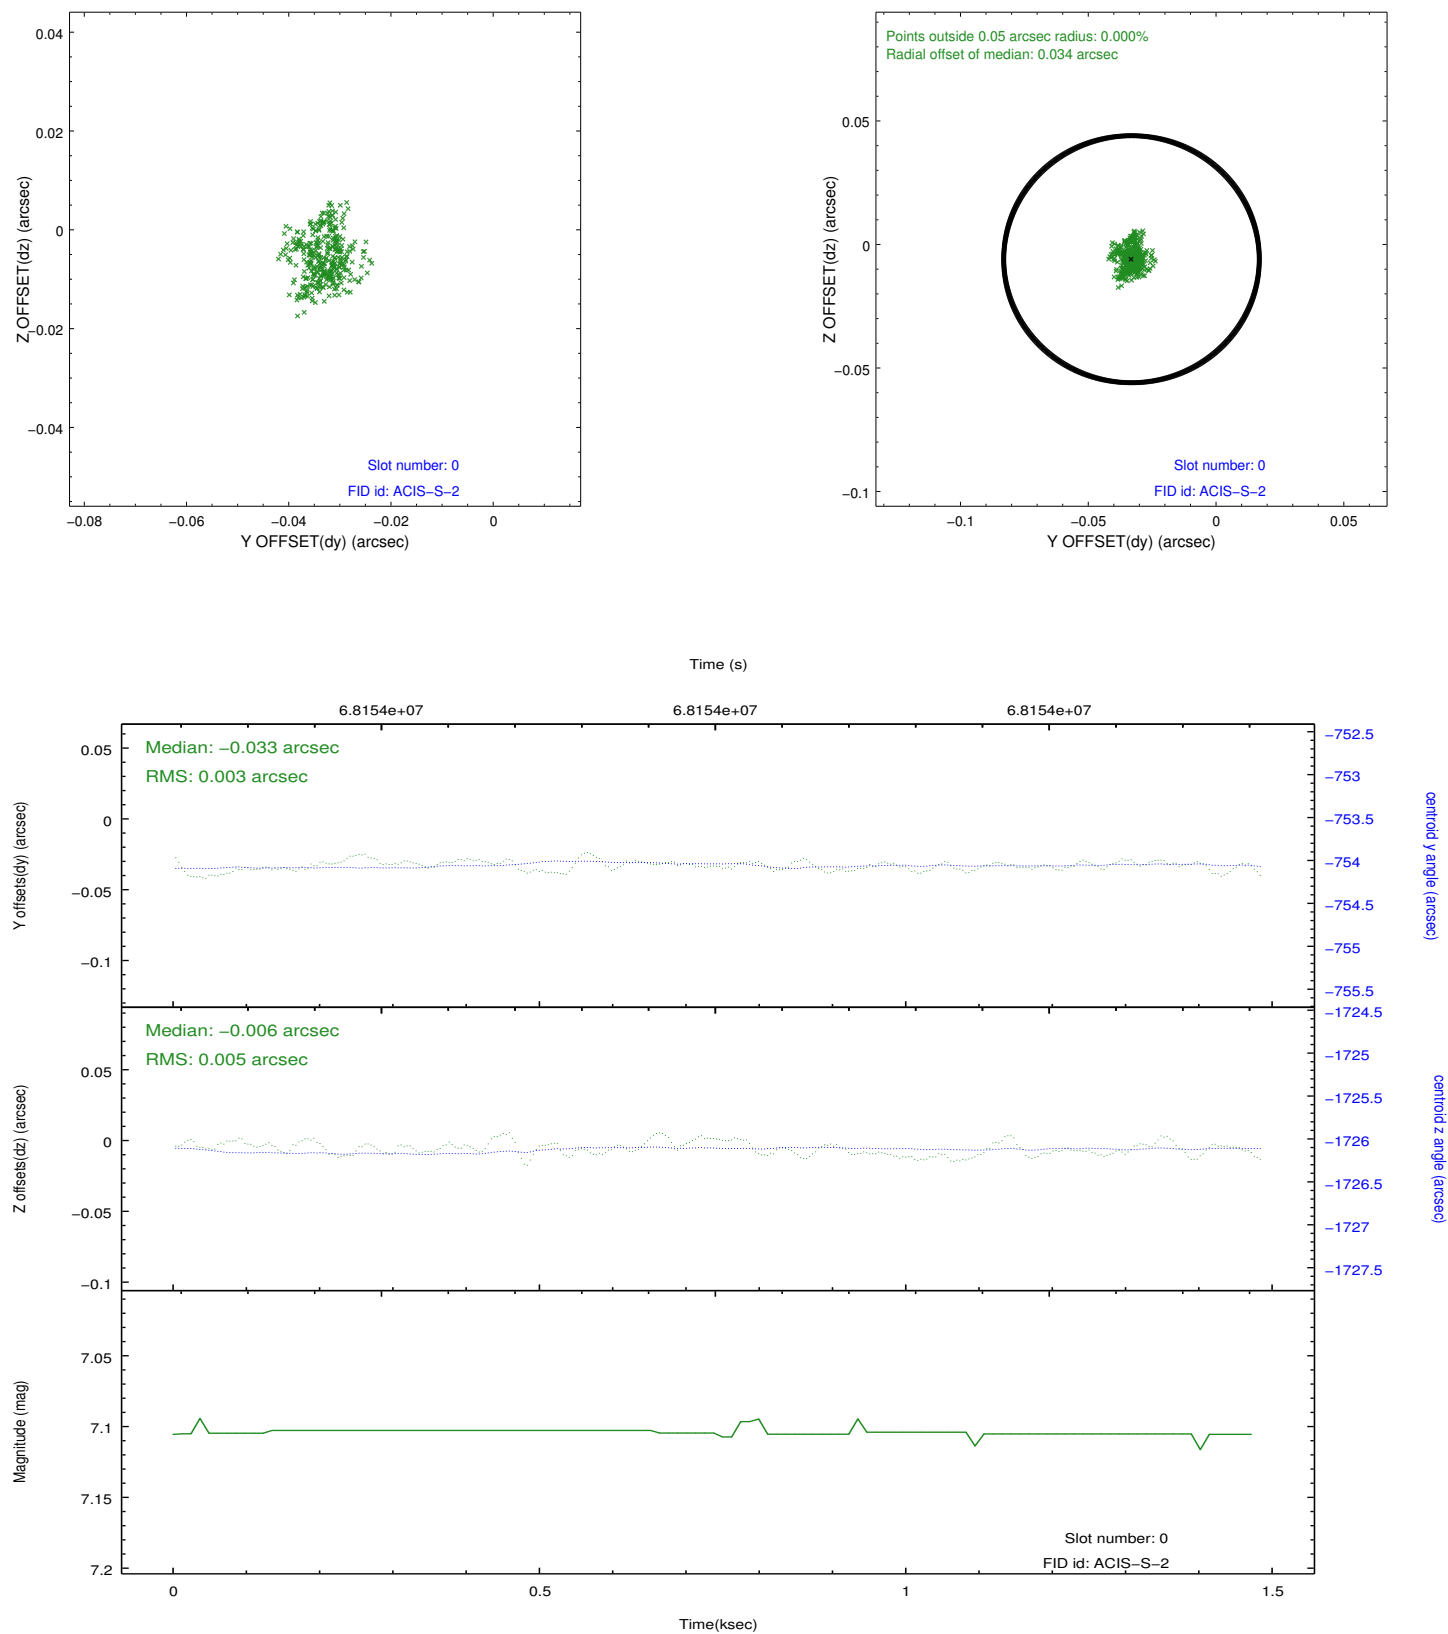 0.04
0.02
0
−0.02
−0.04
Z OFFSET(dz) (arcsec)
Slot number: 0
FID id: ACIS−S−2
−0.08
−0.06
−0.04
−0.02
0
Y OFFSET(dy) (arcsec)
Points outside 0.05 arcsec radius: 0.000%
Radial offset of median: 0.034 arcsec
0.05
0
−0.05
−0.1
Z OFFSET(dz) (arcsec)
Slot number: 0
FID id: ACIS−S−2
−0.1
−0.05
0
0.05
Y OFFSET(dy) (arcsec)
Time (s)
6.8154e+07
6.8154e+07
6.8154e+07
Median: −0.033 arcsec
RMS: 0.003 arcsec
0.05
0
−0.05
−0.1
Y offsets(dy) (arcsec)
−752.5
−753
−753.5
−754
−754.5
−755
−755.5
centroid y angle (arcsec)
Median: −0.006 arcsec
RMS: 0.005 arcsec
0.05
0
−0.05
−0.1
Z offsets(dz) (arcsec)
−1724.5
−1725
−1725.5
−1726
−1726.5
−1727
−1727.5
centroid z angle (arcsec)
7.05
7.1
7.15
7.2
Magnitude (mag)
Slot number: 0
FID id: ACIS−S−2
0
0.5
1
1.5
Time(ksec)